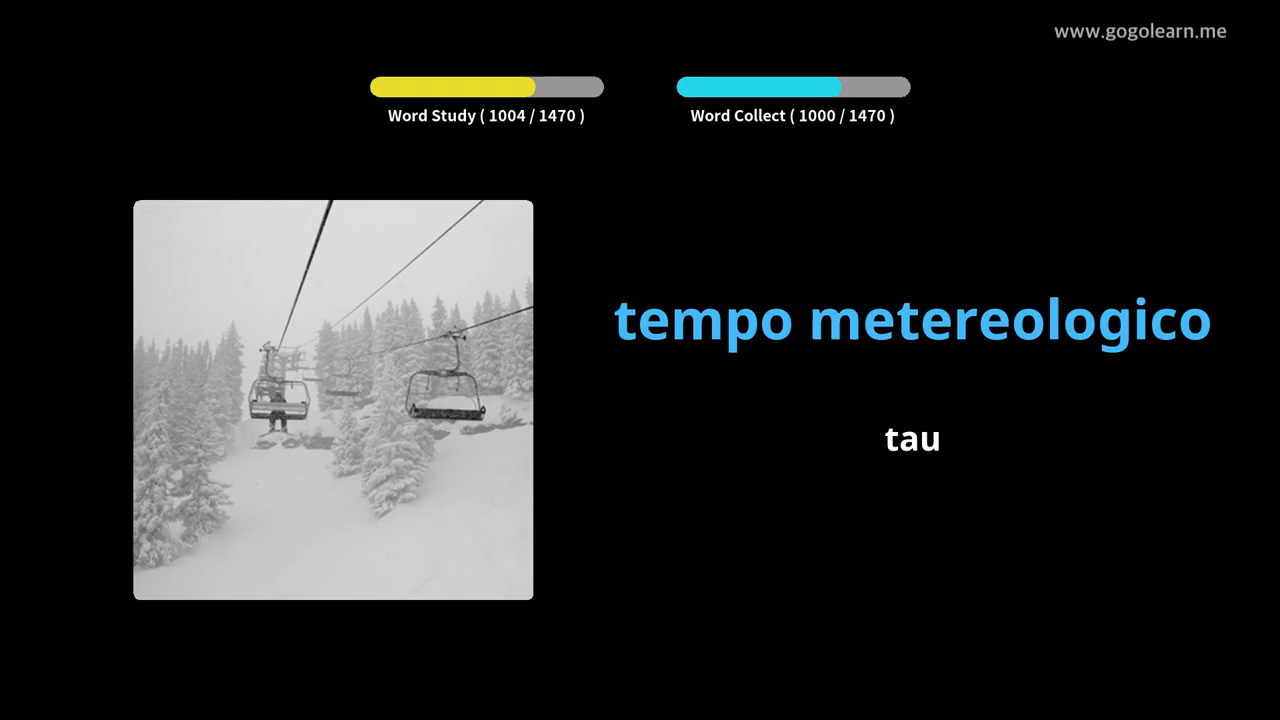 www.gogolearn.me
Word Study ( 1004 / 1470 )
Word Collect ( 1000 / 1470 )
tempo metereologico
tau